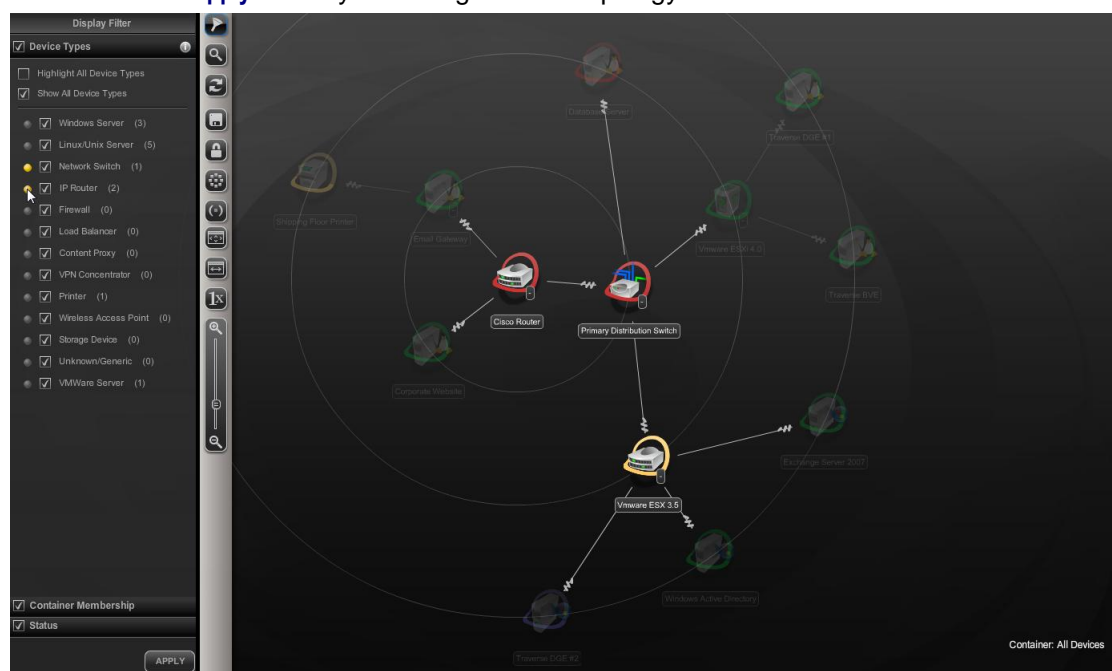 Apply
Display Filter
Device Types
Highlight All Device Types
Show All Device Types
Windows Server (3)
Linux/Unix Server (5)
Network Switch (1)
IP Router (2)
Firewall (0)
Load Balancer (0)
Content Proxy (0)
VPN Concentrator (0)
Printer (1)
Wireless Access Point (0)
Storage Device (0)
Unknown/Generic (0)
VMWare Server (1)
Container Membership
Status
APPLY
1x
Database Server
Traverse DGE #1
Shipping Floor Printer
Email Gateway
Vmware ESXi 4.0
Traverse BVE
Cisco Router
Primary Distribution Switch
Corporate Website
Exchange Server 2007
Vmware ESX 3.5
Windows Active Directory
Traverse DGE #2
Container: All Devices